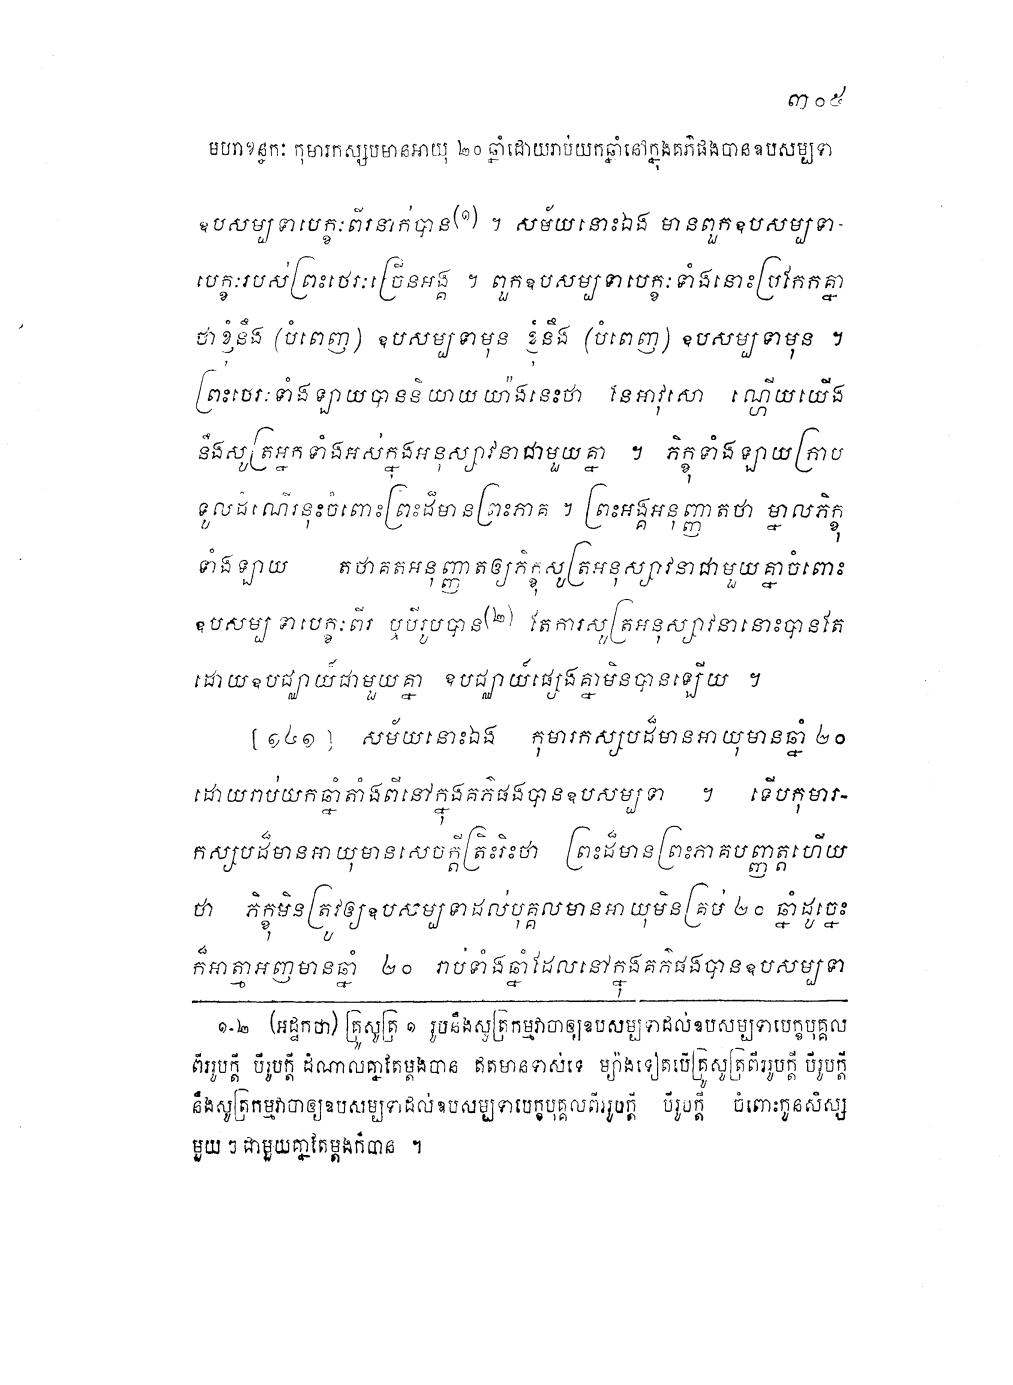 ៣០៥
មហាខន្ធកៈ កុមារកស្សបមានអាយុ ២០ ឆ្នាំដោយរាប់យកឆ្នាំនៅក្នុងគភ៌ផងបានឧបសម្បទា
ឧបសម្បទាបេក្ខៈពីរនាក់បាន(១) ។ សម័យនោះឯង មានពួកឧបសម្បទា-
បេក្ខៈរបស់ព្រះថេរៈច្រើនអង្គ ។ ពួកឧបសម្បទាបេក្ខៈទាំងនោះប្រកែកគ្នា
ថាខ្ញុំនឹង (បំពេញ) ឧបសម្បទាមុន ខ្ញុំនឹង (បំពេញ) ឧបសម្បទាមុន ។
ព្រះថេរៈទាំងឡាយបាននិយាយយ៉ាងនេះថា នែអាវុសោ ណ្ហើយយើង
នឹងសូត្រអ្នកទាំងអស់ក្នុងអនុស្សាវនាជាមួយគ្នា ។ ភិក្ខុទាំងឡាយក្រាប
ទូលដំណើរនុះចំពោះព្រះដ៏មានព្រះភាគ ។ ព្រះអង្គអនុញ្ញាតថា ម្នាលភិក្ខុ
ទាំងឡាយ តថាគតអនុញ្ញាតឲ្យភិក្ខុសូត្រអនុស្សាវនាជាមួយគ្នាចំពោះ
ឧបសម្បទាបេក្ខៈពីរ ឬបីរូបបាន(២) តែការសូត្រអនុស្សាវនានោះបានតែ
ដោយឧបជ្ឈាយ៍ជាមួយគ្នា ឧបជ្ឈាយ៍ផ្សេងគ្នាមិនបានឡើយ ។
[១៤១] សម័យនោះឯង កុមារកស្សបដ៏មានអាយុមានឆ្នាំ ២០
ដោយរាប់យកឆ្នាំតាំងពីនៅក្នុងគភ៌ផងបានឧបសម្បទា ។ ទើបកុមារ-
កស្សបដ៏មានអាយុមានសេចក្តីត្រិះរិះថា ព្រះដ៏មានព្រះភាគបញ្ញត្តហើយ
ថា ភិក្ខុមិនត្រូវឲ្យឧបសម្បទាដល់បុគ្គលមានអាយុមិនគ្រប់ ២០ ឆ្នាំដូច្នេះ
ក៏អាត្មាអញមានឆ្នាំ ២០ រាប់ទាំងឆ្នាំដែលនៅក្នុងគភ៌ផងបានឧបសម្បទា
១-២ (អដ្ឋកថា) គ្រូសូត្រ ១ រូបនឹងសូត្រកម្មវាចាឲ្យឧបសម្បទាដល់ឧបសម្បទាបេក្ខបុគ្គល
ពីររូបក្តី បីរូបក្តី ដំណាលគ្នាតែម្តងបាន ឥតមានទាស់ទេ ម្យ៉ាងទៀតបើគ្រូសូត្រពីររូបក្តី បីរូបក្តី
នឹងសូត្រកម្មវាចាឲ្យឧបសម្បទាដល់ឧបសម្បទាបេក្ខបុគ្គលពីររូបក្តី បីរូបក្តី ចំពោះកូនសិស្ស
មួយ ៗ ជាមួយគ្នាតែម្តងក៏បាន ។